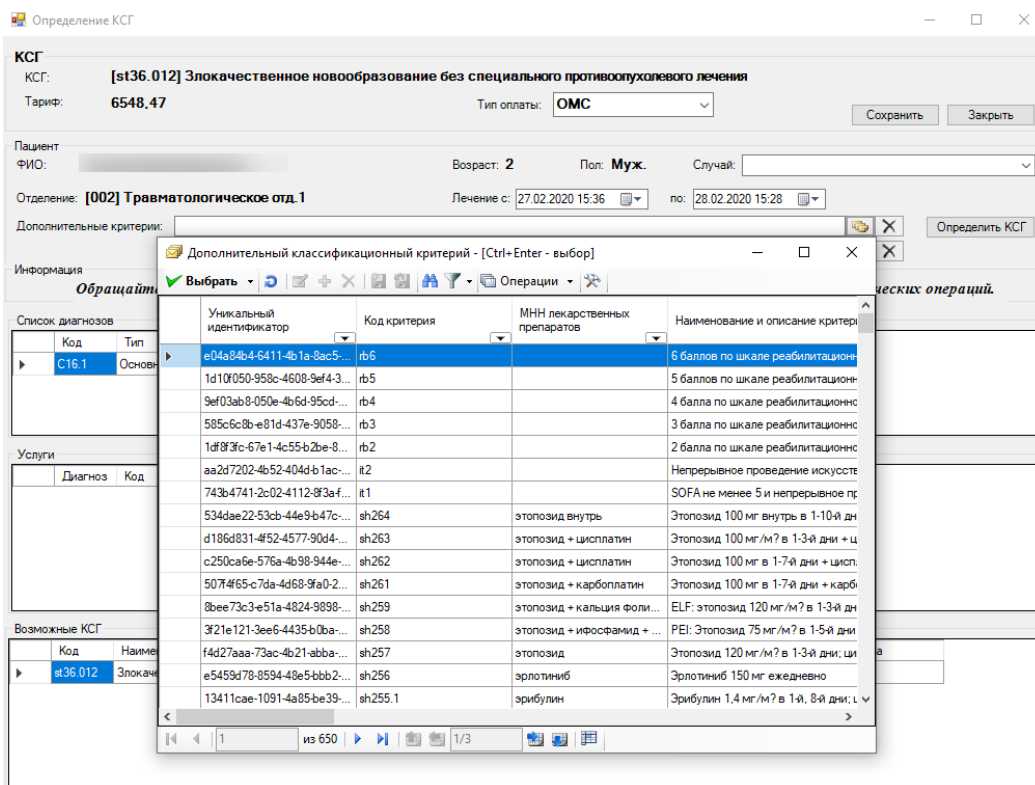 Определение КСГ
КСГ
КСГ: [st36.012] Злокачественное новообразование без специального противоопухолевого лечения
Тариф: 6548,47 Тип оплаты: ОМС
Сохранить Закрыть
Пациент
ФИО: Возраст: 2 Пол: Муж. Случай:
Отделение: [002] Травматологическое отд.1 Лечение с: 27.02.2020 15:36 по: 28.02.2020 15:28
Дополнительные критерии: Определить КСГ
Дополнительный классификационный критерий - [Ctrl+Enter - выбор]
Информация
Выбрать Операции
Обращайт ческих операций.
Список диагнозов
Код Тип
C16.1 Основн
Услуги
Диагноз Код
Возможные КСГ
Код Наиме а
st36.012 Злокаче
Уникальный идентификатор Код критерия МНН лекарственных препаратов Наименование и описание критер
e04a84b4-6411-4b1a-8ac5-... rb6 6 баллов по шкале реабилитационн
1d10f050-958c-4608-9ef4-3... rb5 5 баллов по шкале реабилитационн
9ef03ab8-050e-4b6d-95cd-... rb4 4 балла по шкале реабилитационно
585c6c8b-e81d-437e-9058-... rb3 3 балла по шкале реабилитационно
1df8f3fc-67e1-4c55-b2be-8... rb2 2 балла по шкале реабилитационно
aa2d7202-4b52-404d-b1ac-... it2 Непрерывное проведение искусств
743b4741-2c02-4112-8f3a-f... it1 SOFA не менее 5 и непрерывное пр
534dae22-53cb-44e9-b47c-... sh264 этопозид внутрь Этопозид 100 мг внутрь в 1-10-й дн
d186d831-4f52-4577-90d4-... sh263 этопозид + цисплатин Этопозид 100 мг/м? в 1-3-й дни + ц
c250ca6e-576a-4b98-944e-... sh262 этопозид + цисплатин Этопозид 100 мг в 1-7-й дни + цисп
507f4f65-c7da-4d68-9fa0-2... sh261 этопозид + карбоплатин Этопозид 100 мг в 1-7-й дни + карб
8bee73c3-e51a-4824-9898-... sh259 этопозид + кальция фоли... ELF: этопозид 120 мг/м? в 1-3-й дн
3f21e121-3ee6-4435-b0ba-... sh258 этопозид + ифосфамид + ... PEI: Этопозид 75 мг/м? в 1-5-й дни
f4d27aaa-73ac-4b21-abba-... sh257 этопозид Этопозид 120 мг/м? в 1-3-й дни; ци
e5459d78-8594-48e5-bbb2-... sh256 эрлотиниб Эрлотиниб 150 мг ежедневно
13411cae-1091-4a85-be39-... sh255.1 эрибулин Эрибулин 1,4 мг/м? в 1-й, 8-й дни; ц
1 из 650 1/3